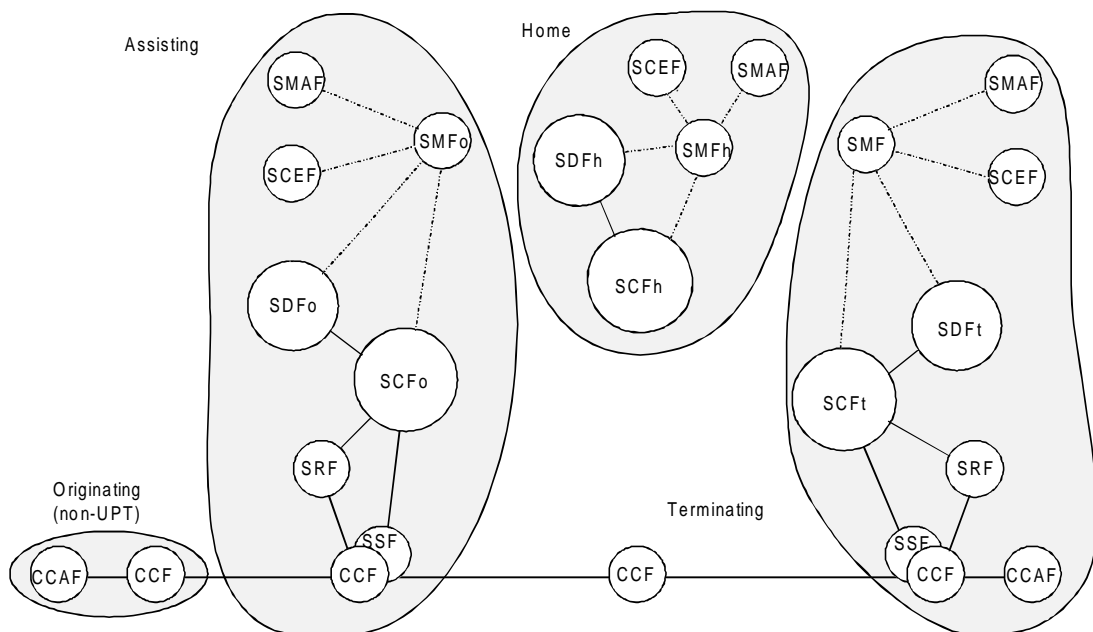 Assisting
SMAF
SMFo
SCEF
SDFo
SCFo
SRF
SSF
CCF
Home
SCEF
SMAF
SDFh
SMFh
SCFh
SMAF
SMF
SCEF
SDFt
SCFt
SRF
SSF
CCF
CCAF
Terminating
CCF
Originating
(non-UPT)
CCAF
CCF